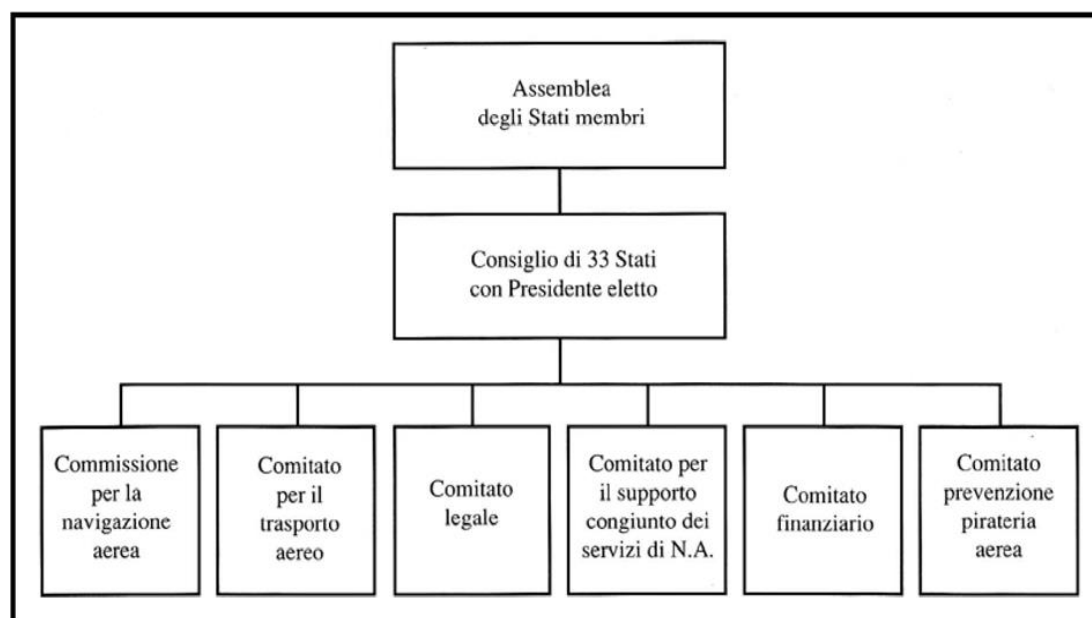 Assemblea
degli Stati membri
Consiglio di 33 Stati
con Presidente eletto
Commissione
per la
navigazione
aerea
Comitato
per il
trasporto
aereo
Comitato
legale
Comitato per
il supporto
congiunto dei
servizi di N.A.
Comitato
finanziario
Comitato
prevenzione
pirateria
aerea